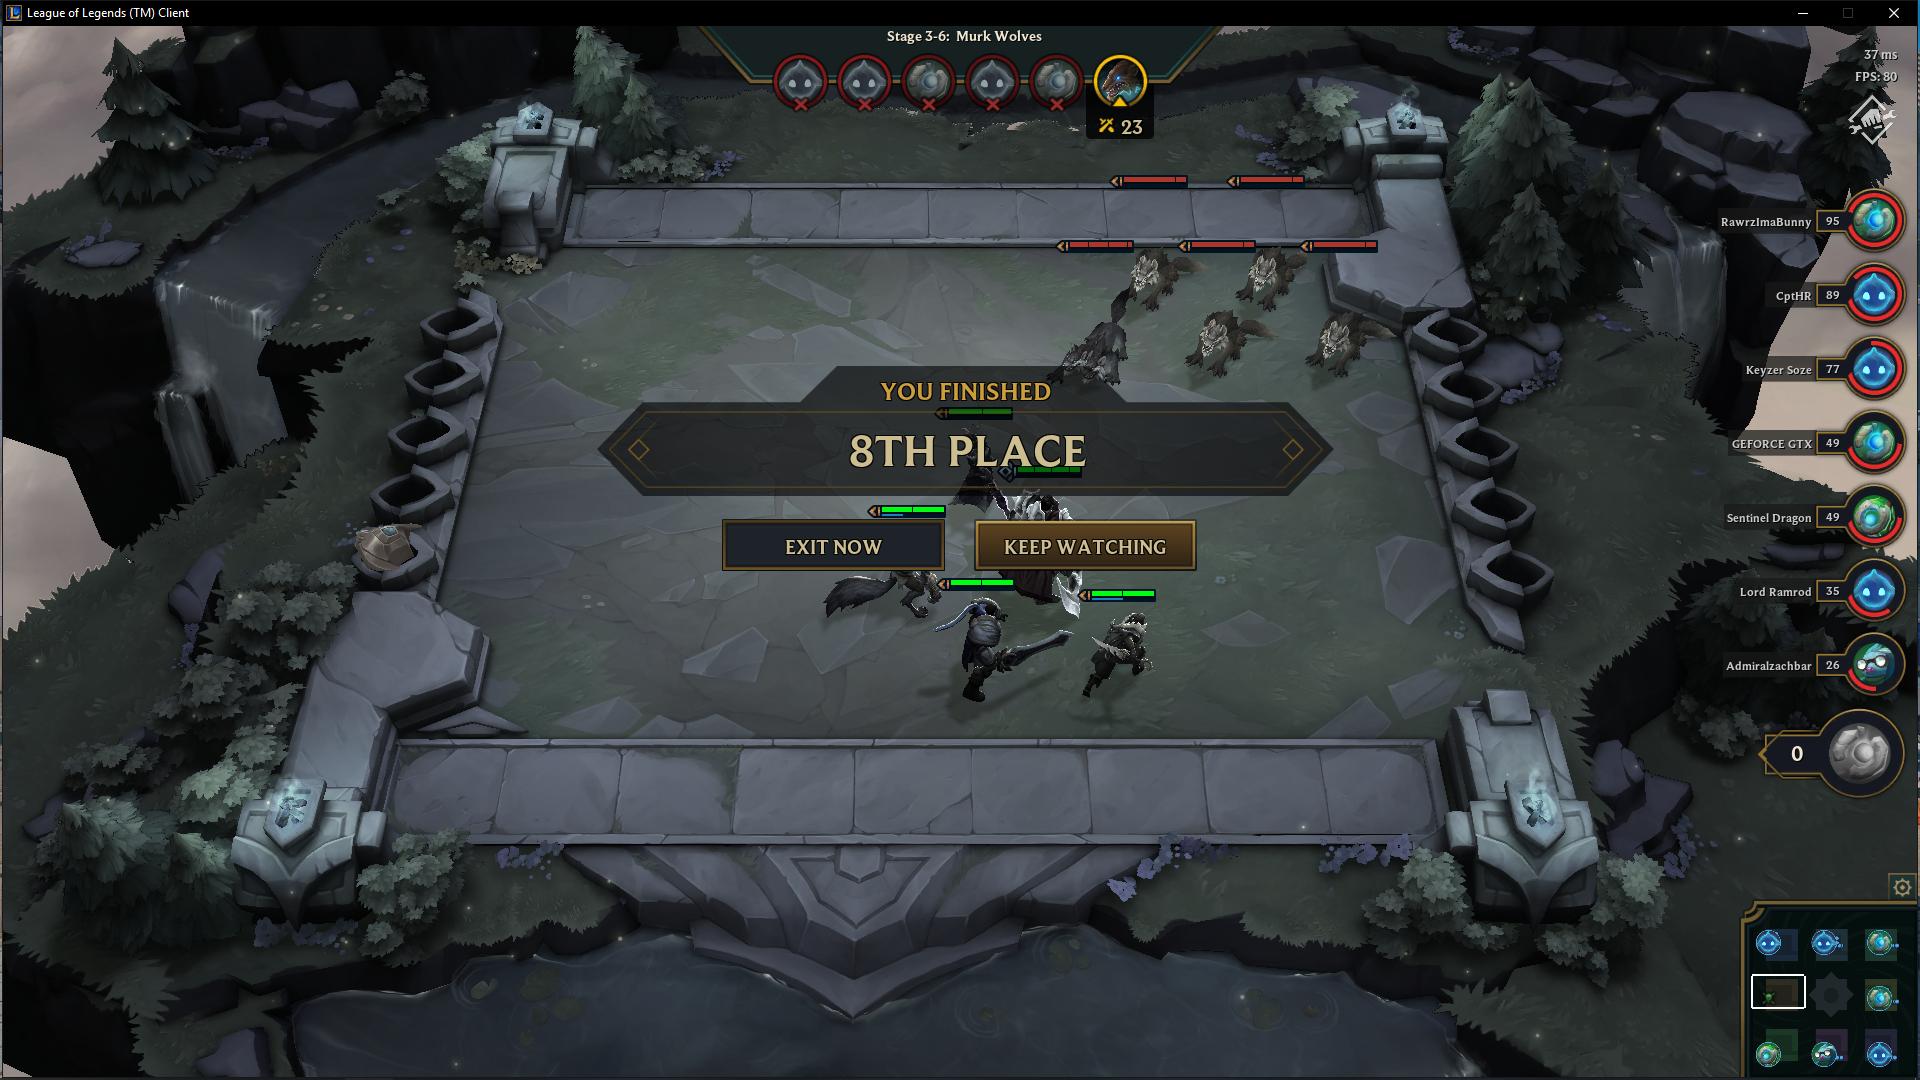 League of Legends (TM) Client
Stage 3-6: Murk Wolves
23
37 ms
FPS: 80
RawrzImaBunny 95
CptHR 89
Keyzer Soze 77
YOU FINISHED
8TH PLACE
GEFORCE GTX 49
Sentinel Dragon 49
EXIT NOW
KEEP WATCHING
Lord Ramrod 35
Admiralzachbar 26
0